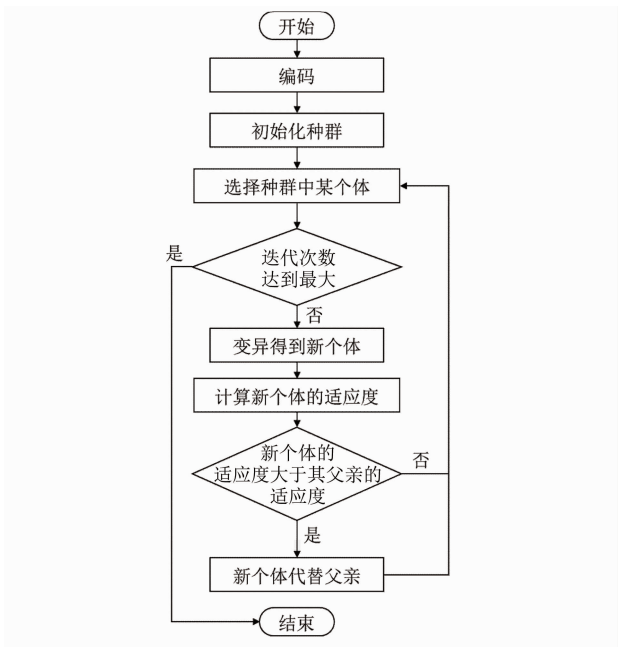 开始
编码
初始化种群
选择种群中某个体
是
迭代次数
达到最大
否
变异得到新个体
计算新个体的适应度
新个体的
适应度大于其父亲的
适应度
否
是
新个体代替父亲
结束